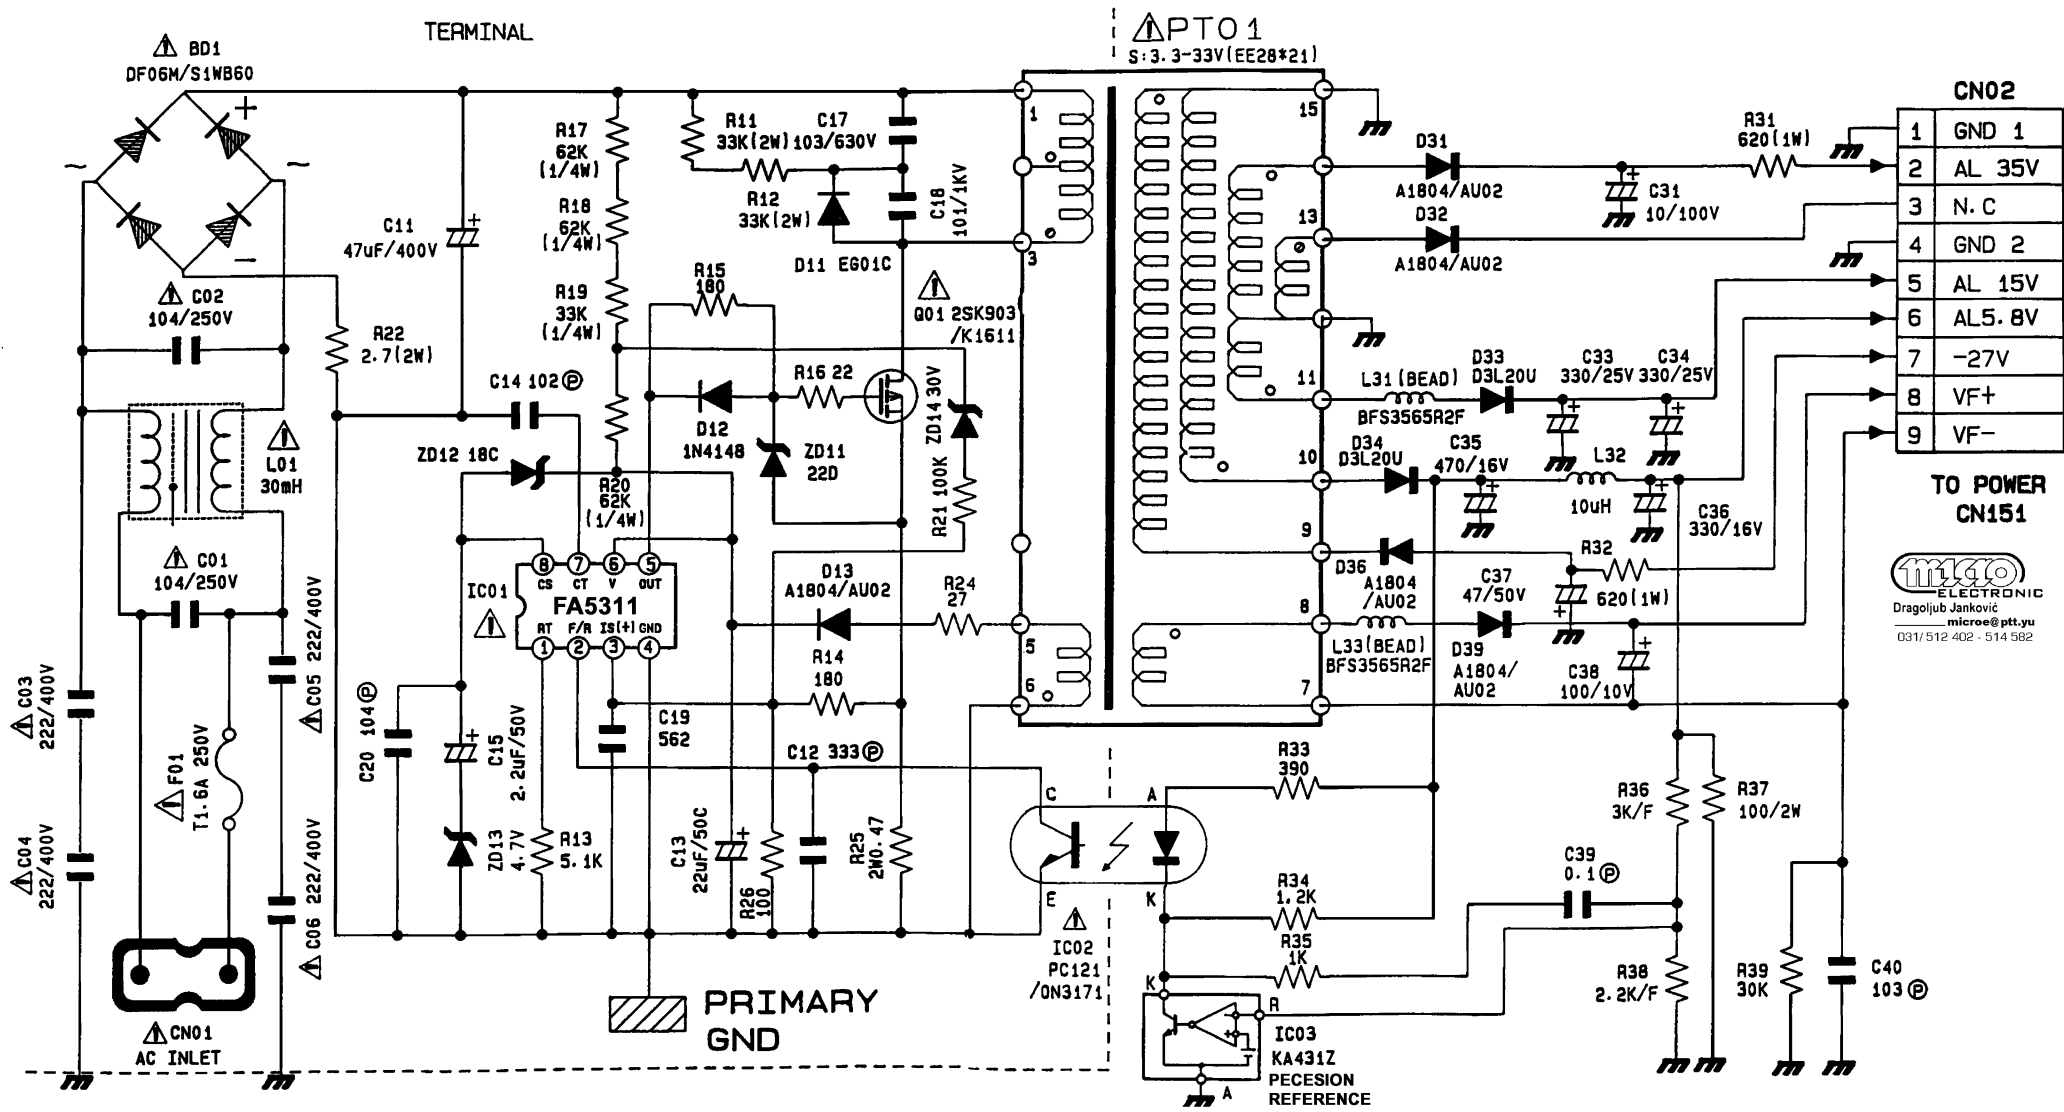 TERMINAL
BD1
DF06M/S1WB60
PT01
S:3.3-33V(EE28*21)
+
~
~
-
C02
104/250V
L01
30mH
C01
104/250V
C03
222/400V
C04
222/400V
C05 222/400V
C06 222/400V
F01
T1.6A 250V
CN01
AC INLET
R22
2.7(2W)
C11
47uF/400V
+
R17
62K
(1/4W)
R18
62K
(1/4W)
R19
33K
(1/4W)
R20
62K
(1/4W)
R11
33K(2W)
C17
103/630V
R12
33K(2W)
C18
101/1KV
D11 EG01C
Q01 2SK903
/K1611
R15
180
R16 22
D12
1N4148
ZD11
22D
ZD14 30V
R21 100K
C14 102 P
ZD12 18C
IC01
8
7
6
5
CS
CT
V
OUT
FA5311
RT
F/R
IS(+)
GND
1
2
3
4
D13
A1804/AU02
R24
27
R14
180
C19
562
C12 333 P
C20 104 P
C15
2.2uF/50V
+
ZD13
4.7V
R13
5.1K
C13
22uF/50C
+
R26
100
R25
2W0.47
PRIMARY
GND
1
3
5
6
15
13
11
10
9
8
7
D31
A1804/AU02
D32
A1804/AU02
C31
10/100V
+
R31
620(1W)
L31(BEAD)
BFS3565R2F
D33
D3L20U
C33
330/25V
+
C34
330/25V
+
D34
D3L20U
C35
470/16V
+
L32
10uH
C36
330/16V
+
D36
A1804
/AU02
R32
620(1W)
C37
47/50V
+
L33(BEAD)
BFS3565R2F
D39
A1804/
AU02
C38
100/10V
+
R33
390
R34
1.2K
R35
1K
C39
0.1 P
R36
3K/F
R37
100/2W
R38
2.2K/F
R39
30K
C40
103 P
C
A
E
K
IC02
PC121
/ON3171
K
R
-
+
A
IC03
KA431Z
PECESION
REFERENCE
CN02
1 GND 1
2 AL 35V
3 N.C
4 GND 2
5 AL 15V
6 AL5.8V
7 -27V
8 VF+
9 VF-
TO POWER
CN151
micro
ELECTRONIC
Dragoljub Janković
microe@ptt.yu
031/ 512 402 - 514 582